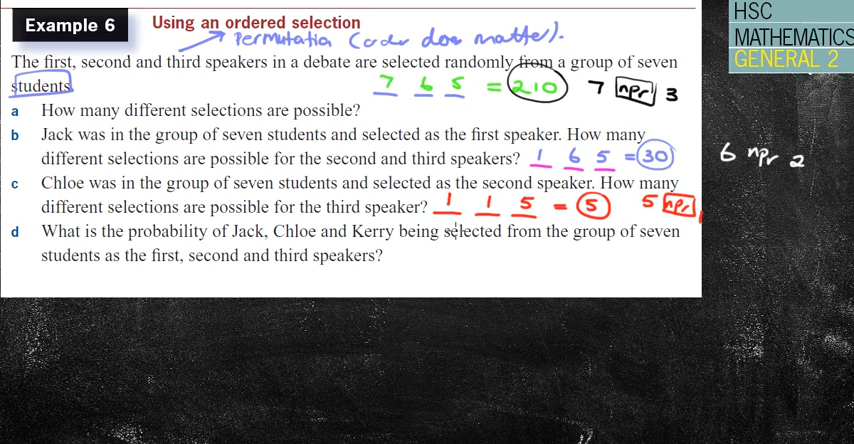 Example 6 Using an ordered selection
Permutation (order does matter).
The first, second and third speakers in a debate are selected randomly from a group of seven
students.
7 6 5 = 210 7 nPr 3
a How many different selections are possible?
b Jack was in the group of seven students and selected as the first speaker. How many
different selections are possible for the second and third speakers? 1 6 5 = 30
6 nPr 2
c Chloe was in the group of seven students and selected as the second speaker. How many
different selections are possible for the third speaker? 1 1 5 = 5 5 nPr 1
d What is the probability of Jack, Chloe and Kerry being selected from the group of seven
students as the first, second and third speakers?
HSC
MATHEMATICS
GENERAL 2